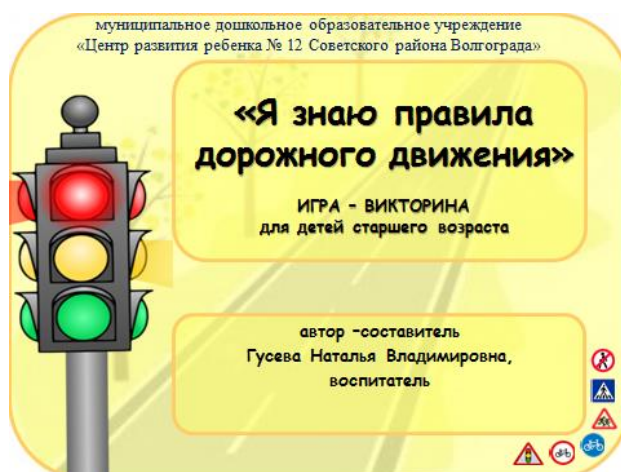 муниципальное дошкольное образовательное учреждение
«Центр развития ребенка № 12 Советского района Волгограда»
«Я знаю правила
дорожного движения»
ИГРА – ВИКТОРИНА
для детей старшего возраста
автор –составитель
Гусева Наталья Владимировна,
воспитатель